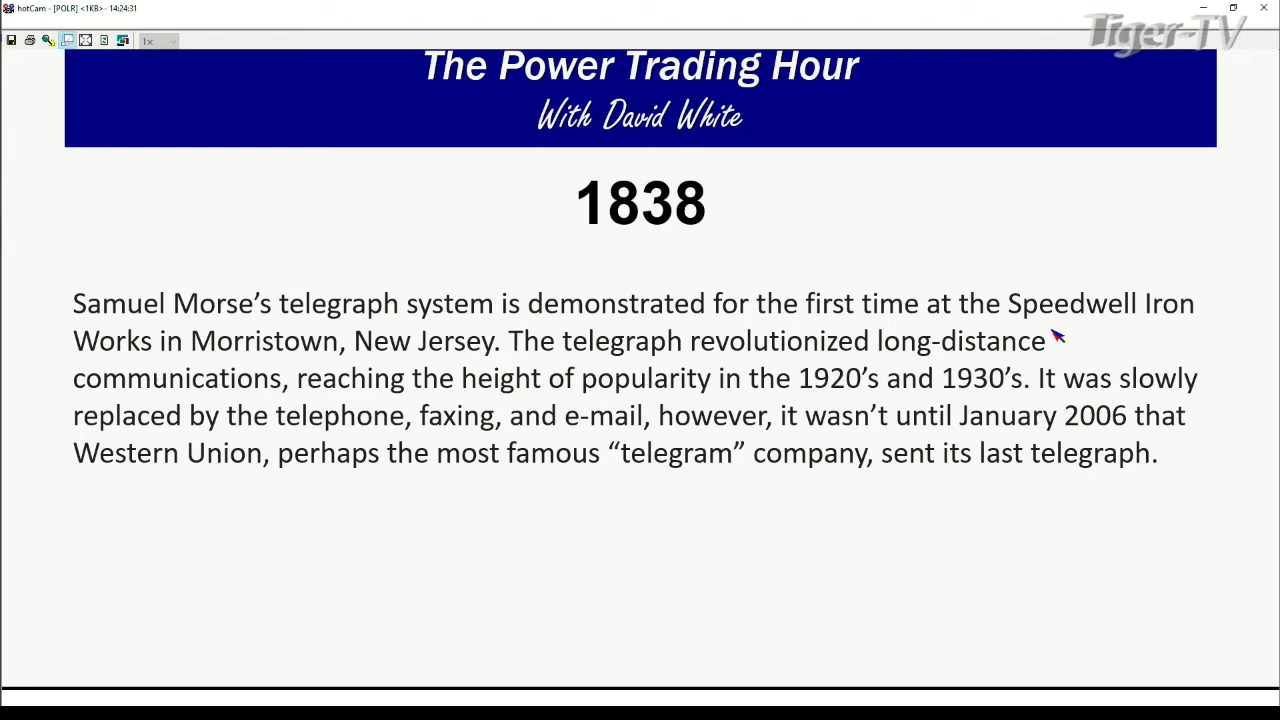 hotCam - [POLR] <1KB> - 14:24:31
Tiger-TV
1x
The Power Trading Hour
With David White
1838
Samuel Morse’s telegraph system is demonstrated for the first time at the Speedwell Iron
Works in Morristown, New Jersey. The telegraph revolutionized long-distance
communications, reaching the height of popularity in the 1920’s and 1930’s. It was slowly
replaced by the telephone, faxing, and e-mail, however, it wasn’t until January 2006 that
Western Union, perhaps the most famous “telegram” company, sent its last telegraph.